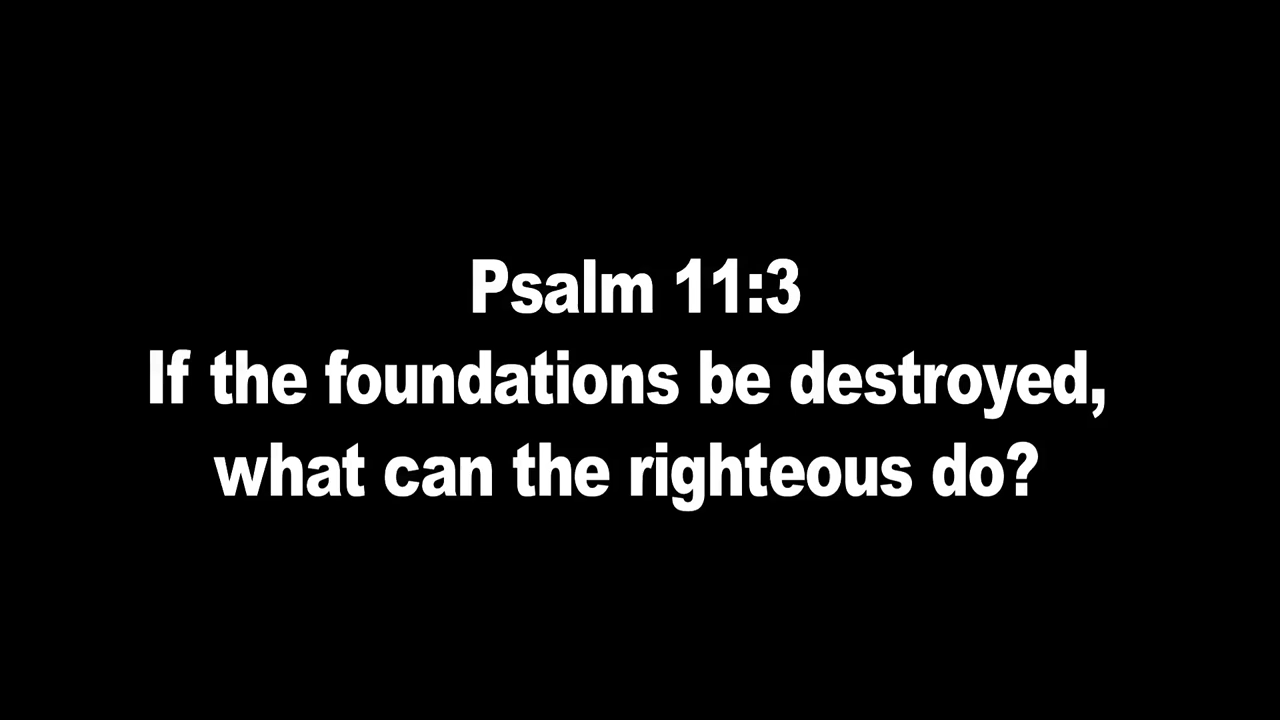 Psalm 11:3
If the foundations be destroyed,
what can the righteous do?